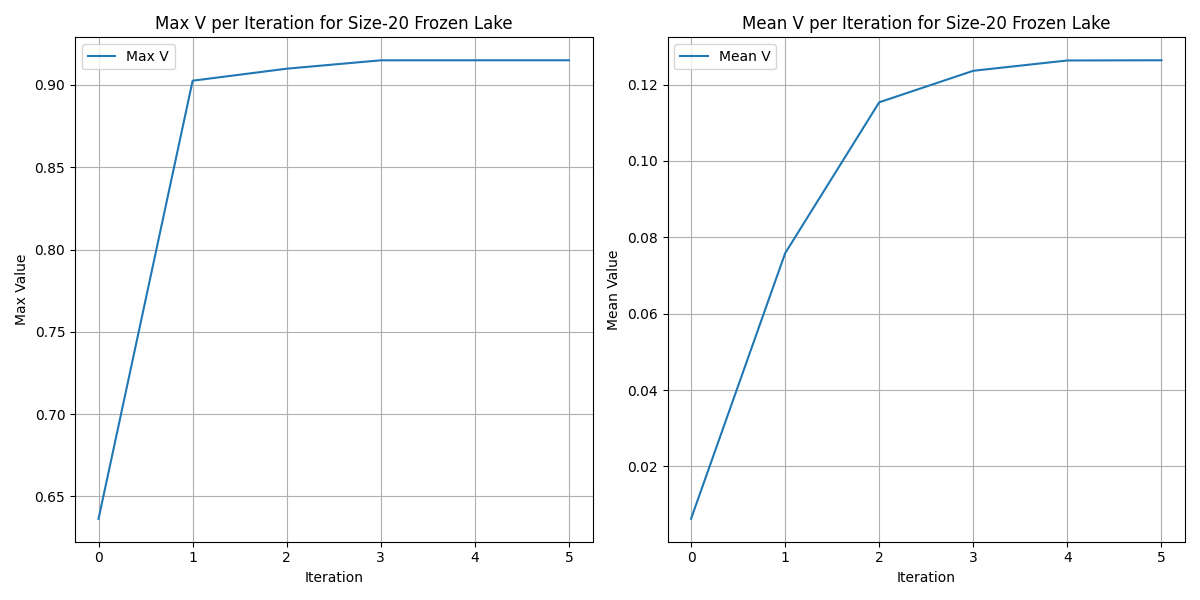 Max V per Iteration for Size-20 Frozen Lake
Max V
0.90
0.85
0.80
0.75
0.70
0.65
Max Value
0 1 2 3 4 5
Iteration
Mean V per Iteration for Size-20 Frozen Lake
Mean V
0.12
0.10
0.08
0.06
0.04
0.02
Mean Value
0 1 2 3 4 5
Iteration